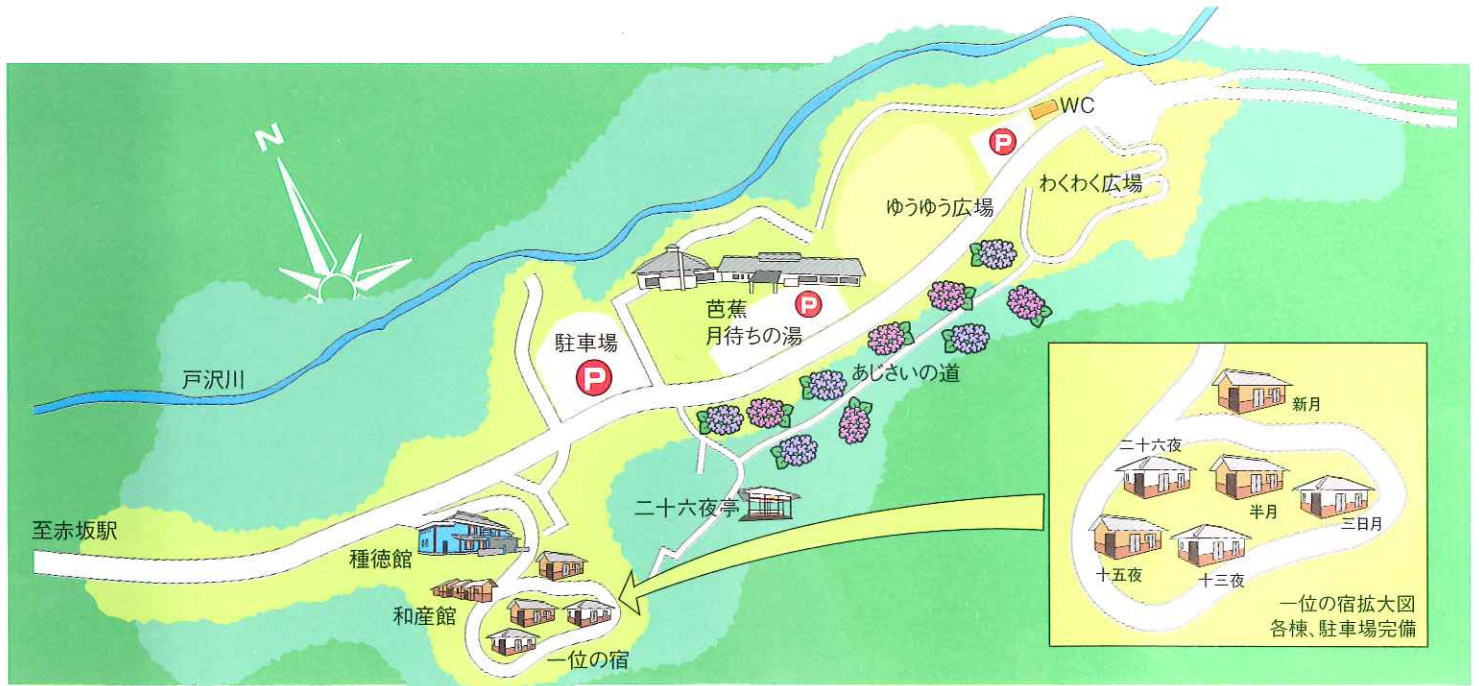 N
WC
P
わくわく広場
ゆうゆう広場
P
芭蕉
月待ちの湯
駐車場
P
戸沢川
あじさいの道
二十六夜亭
至赤坂駅
種徳館
和産館
一位の宿
新月
二十六夜
半月
三日月
十五夜
十三夜
一位の宿拡大図
各棟、駐車場完備